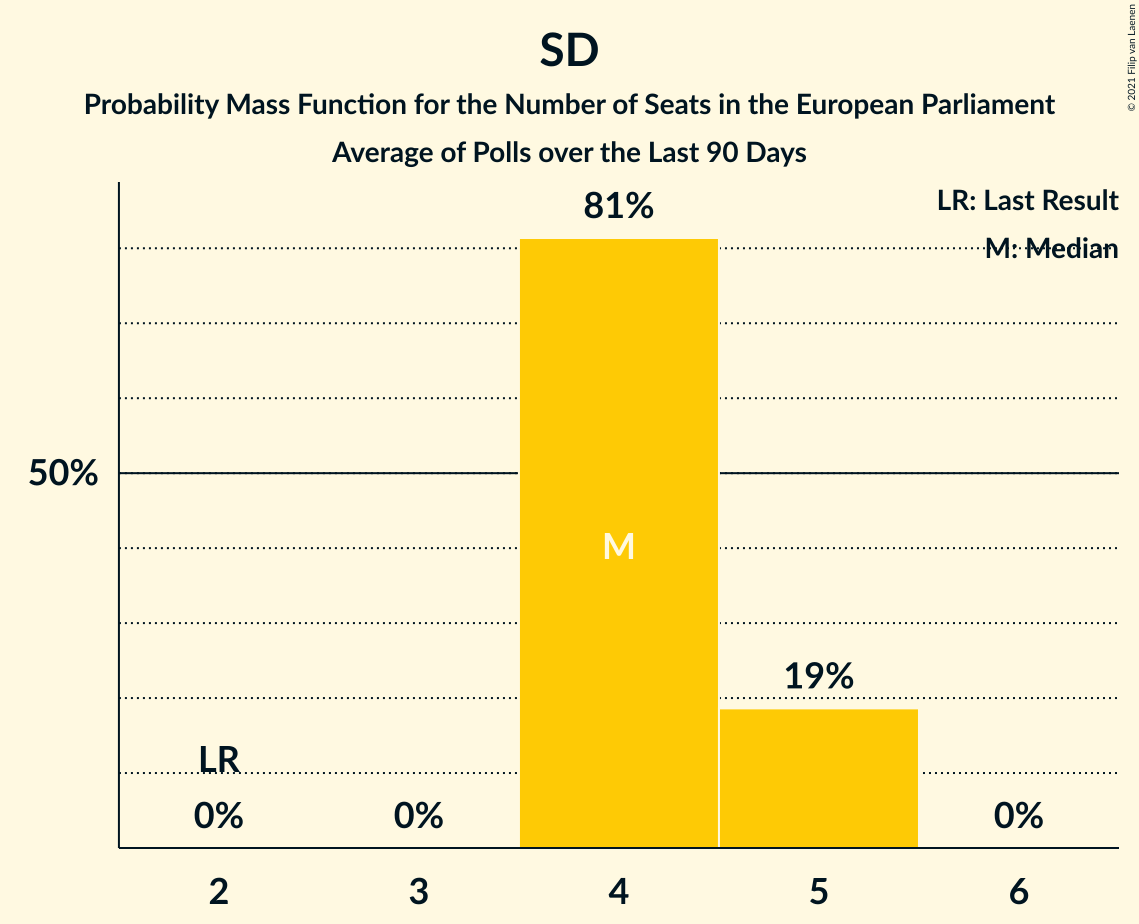 SD
Probability Mass Function for the Number of Seats in the European Parliament
Average of Polls over the Last 90 Days
© 2021 Filip van Laenen
LR: Last Result
M: Median
81%
50%
M
19%
LR
0%
0%
0%
2 3 4 5 6